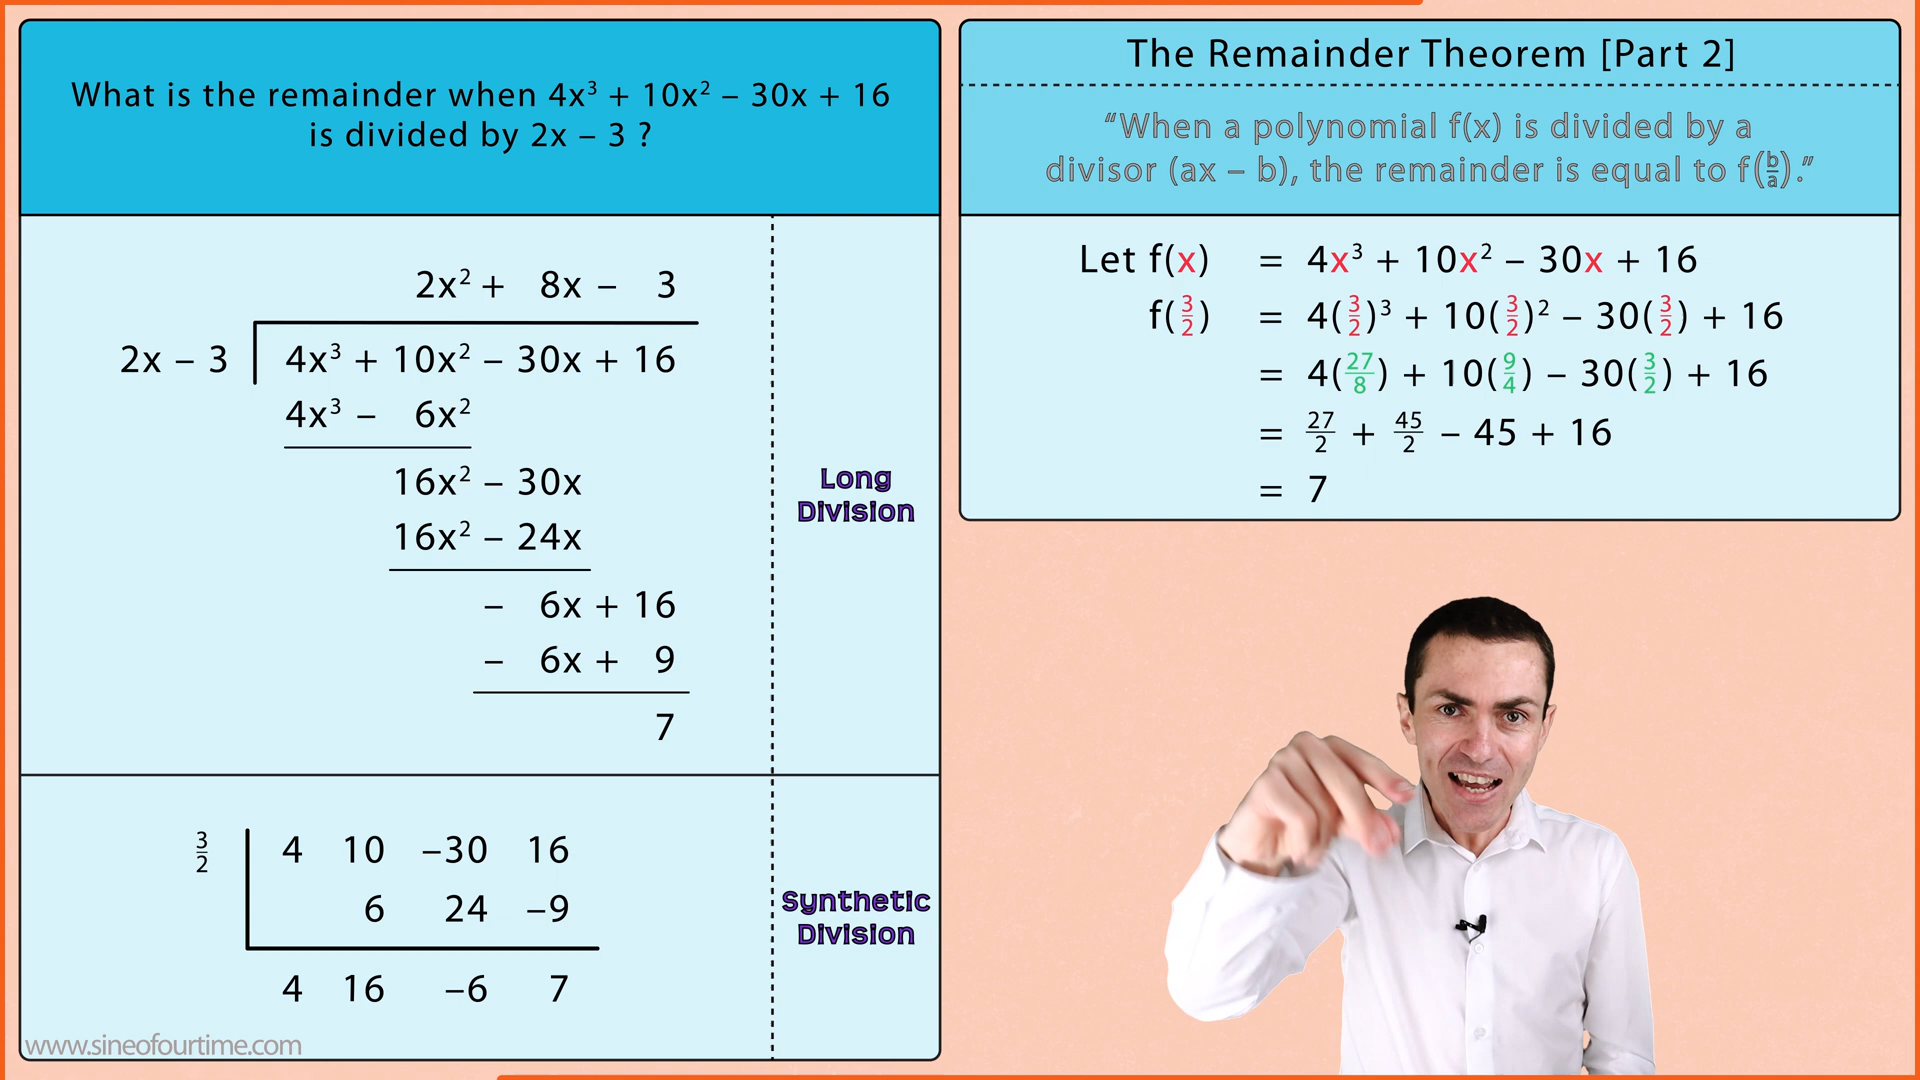 What is the remainder when 4x³ + 10x² – 30x + 16
is divided by 2x – 3 ?
2x² + 8x – 3
2x – 3 4x³ + 10x² – 30x + 16
4x³ – 6x²
16x² – 30x
16x² – 24x
– 6x + 16
– 6x + 9
7
Long
Division
3/2 4 10 –30 16
6 24 –9
4 16 –6 7
Synthetic
Division
www.sineofourtime.com
The Remainder Theorem [Part 2]
“When a polynomial f(x) is divided by a
divisor (ax – b), the remainder is equal to f(b/a).”
Let f(x) = 4x³ + 10x² – 30x + 16
f(3/2) = 4(3/2)³ + 10(3/2)² – 30(3/2) + 16
= 4(27/8) + 10(9/4) – 30(3/2) + 16
= 27/2 + 45/2 – 45 + 16
= 7